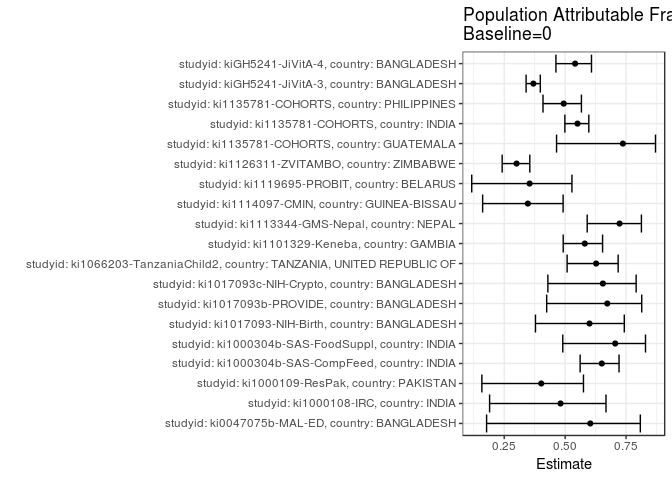 Population Attributable Fra
Baseline=0
studyid: kiGH5241-JiVitA-4, country: BANGLADESH
studyid: kiGH5241-JiVitA-3, country: BANGLADESH
studyid: ki1135781-COHORTS, country: PHILIPPINES
studyid: ki1135781-COHORTS, country: INDIA
studyid: ki1135781-COHORTS, country: GUATEMALA
studyid: ki1126311-ZVITAMBO, country: ZIMBABWE
studyid: ki1119695-PROBIT, country: BELARUS
studyid: ki1114097-CMIN, country: GUINEA-BISSAU
studyid: ki1113344-GMS-Nepal, country: NEPAL
studyid: ki1101329-Keneba, country: GAMBIA
studyid: ki1066203-TanzaniaChild2, country: TANZANIA, UNITED REPUBLIC OF
studyid: ki1017093c-NIH-Crypto, country: BANGLADESH
studyid: ki1017093b-PROVIDE, country: BANGLADESH
studyid: ki1017093-NIH-Birth, country: BANGLADESH
studyid: ki1000304b-SAS-FoodSuppl, country: INDIA
studyid: ki1000304b-SAS-CompFeed, country: INDIA
studyid: ki1000109-ResPak, country: PAKISTAN
studyid: ki1000108-IRC, country: INDIA
studyid: ki0047075b-MAL-ED, country: BANGLADESH
0.25 0.50 0.75
Estimate